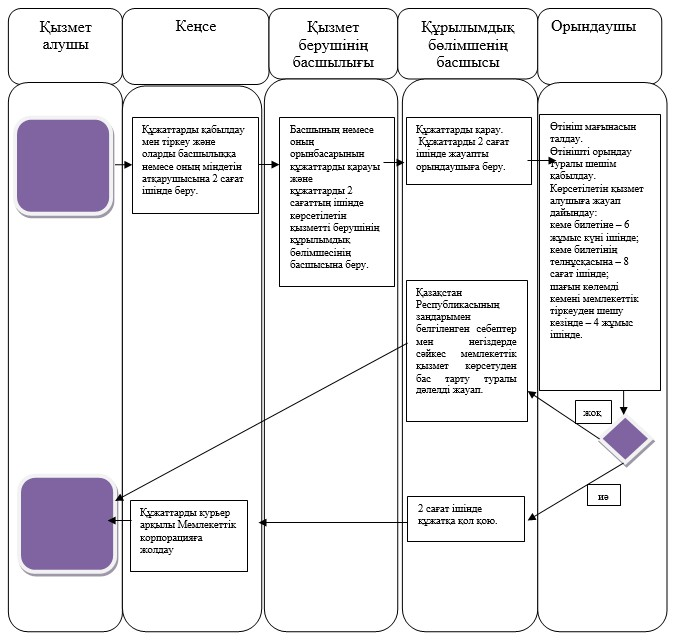 Қызмет
алушы
Кеңсе
Қызмет
берушінің
басшылығы
Құрылымдық
бөлімшенің
басшысы
Орындаушы
Құжаттарды қабылдау
мен тіркеу және
оларды басшылыққа
немесе оның міндетін
атқарушысына 2 сағат
ішінде беру.
Басшының немесе
оның
орынбасарының
құжаттарды қарауы
және
құжаттарды 2
сағаттың ішінде
көрсетілетін
қызметті берушінің
құрылымдық
бөлімшесінің
басшысына беру.
Құжаттарды қарау.
Құжаттарды 2 сағат
ішінде жауапты
орындаушыға беру.
Өтініш мағынасын
талдау.
Өтінішті орындау
туралы шешім
қабылдау.
Көрсетілетін қызмет
алушыға жауап
дайындау:
кеме билетіне – 6
жұмыс күні ішінде;
кеме билетінің
телнұсқасына – 8
сағат ішінде;
шағын көлемді
кемені мемлекеттік
тіркеуден шешу
кезінде – 4 жұмыс
ішінде.
Қазақстан
Республикасының
заңдарымен
белгіленген себептер
мен негіздерде
сәйкес мемлекеттік
қызмет көрсетуден
бас тарту туралы
дәлелді жауап.
жоқ
иә
2 сағат ішінде
құжатқа қол қою.
Құжаттарды курьер
арқылы Мемлекеттік
корпорацияға
жолдау